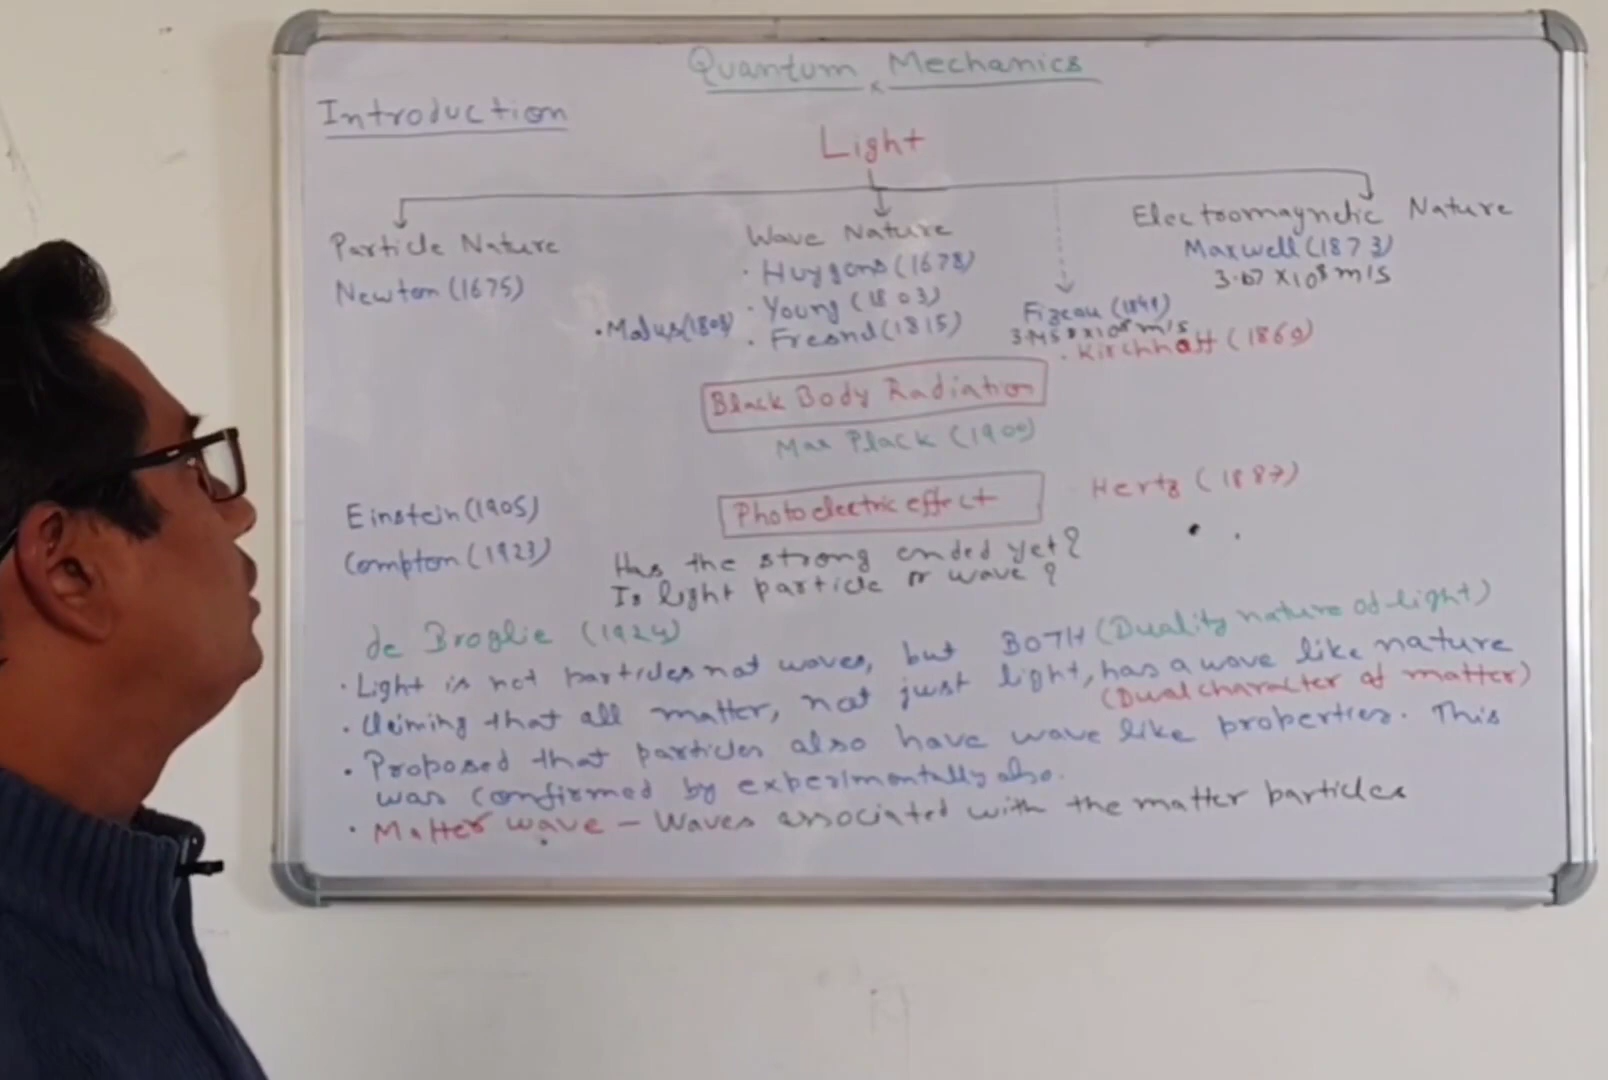 Quantum Mechanics
Introduction
Light
Particle Nature
Newton (1675)
Wave Nature
· Huygens (1678)
· Young (1803)
· Malus (1808)
· Fresnel (1815)
Fizeau (1849)
m/s
Electromagnetic Nature
Maxwell (1873)
3.07 × 10⁸ m/s
· Kirchhoff (1860)
Black Body Radiation
Max Plack (1900)
Photoelectric effect
Hertz (1887)
Einstein (1905)
Compton (1923)
Has the strong ended yet?
Is light particle or wave?
de Broglie (1924)
· Light is not particles not waves, but BOTH (Duality nature of light)
· Claiming that all matter, not just light, has a wave like nature
(Dual character of matter)
· Proposed that particles also have wave like properties. This
was confirmed by experimentally also.
· Matter wave – Waves associated with the matter particles